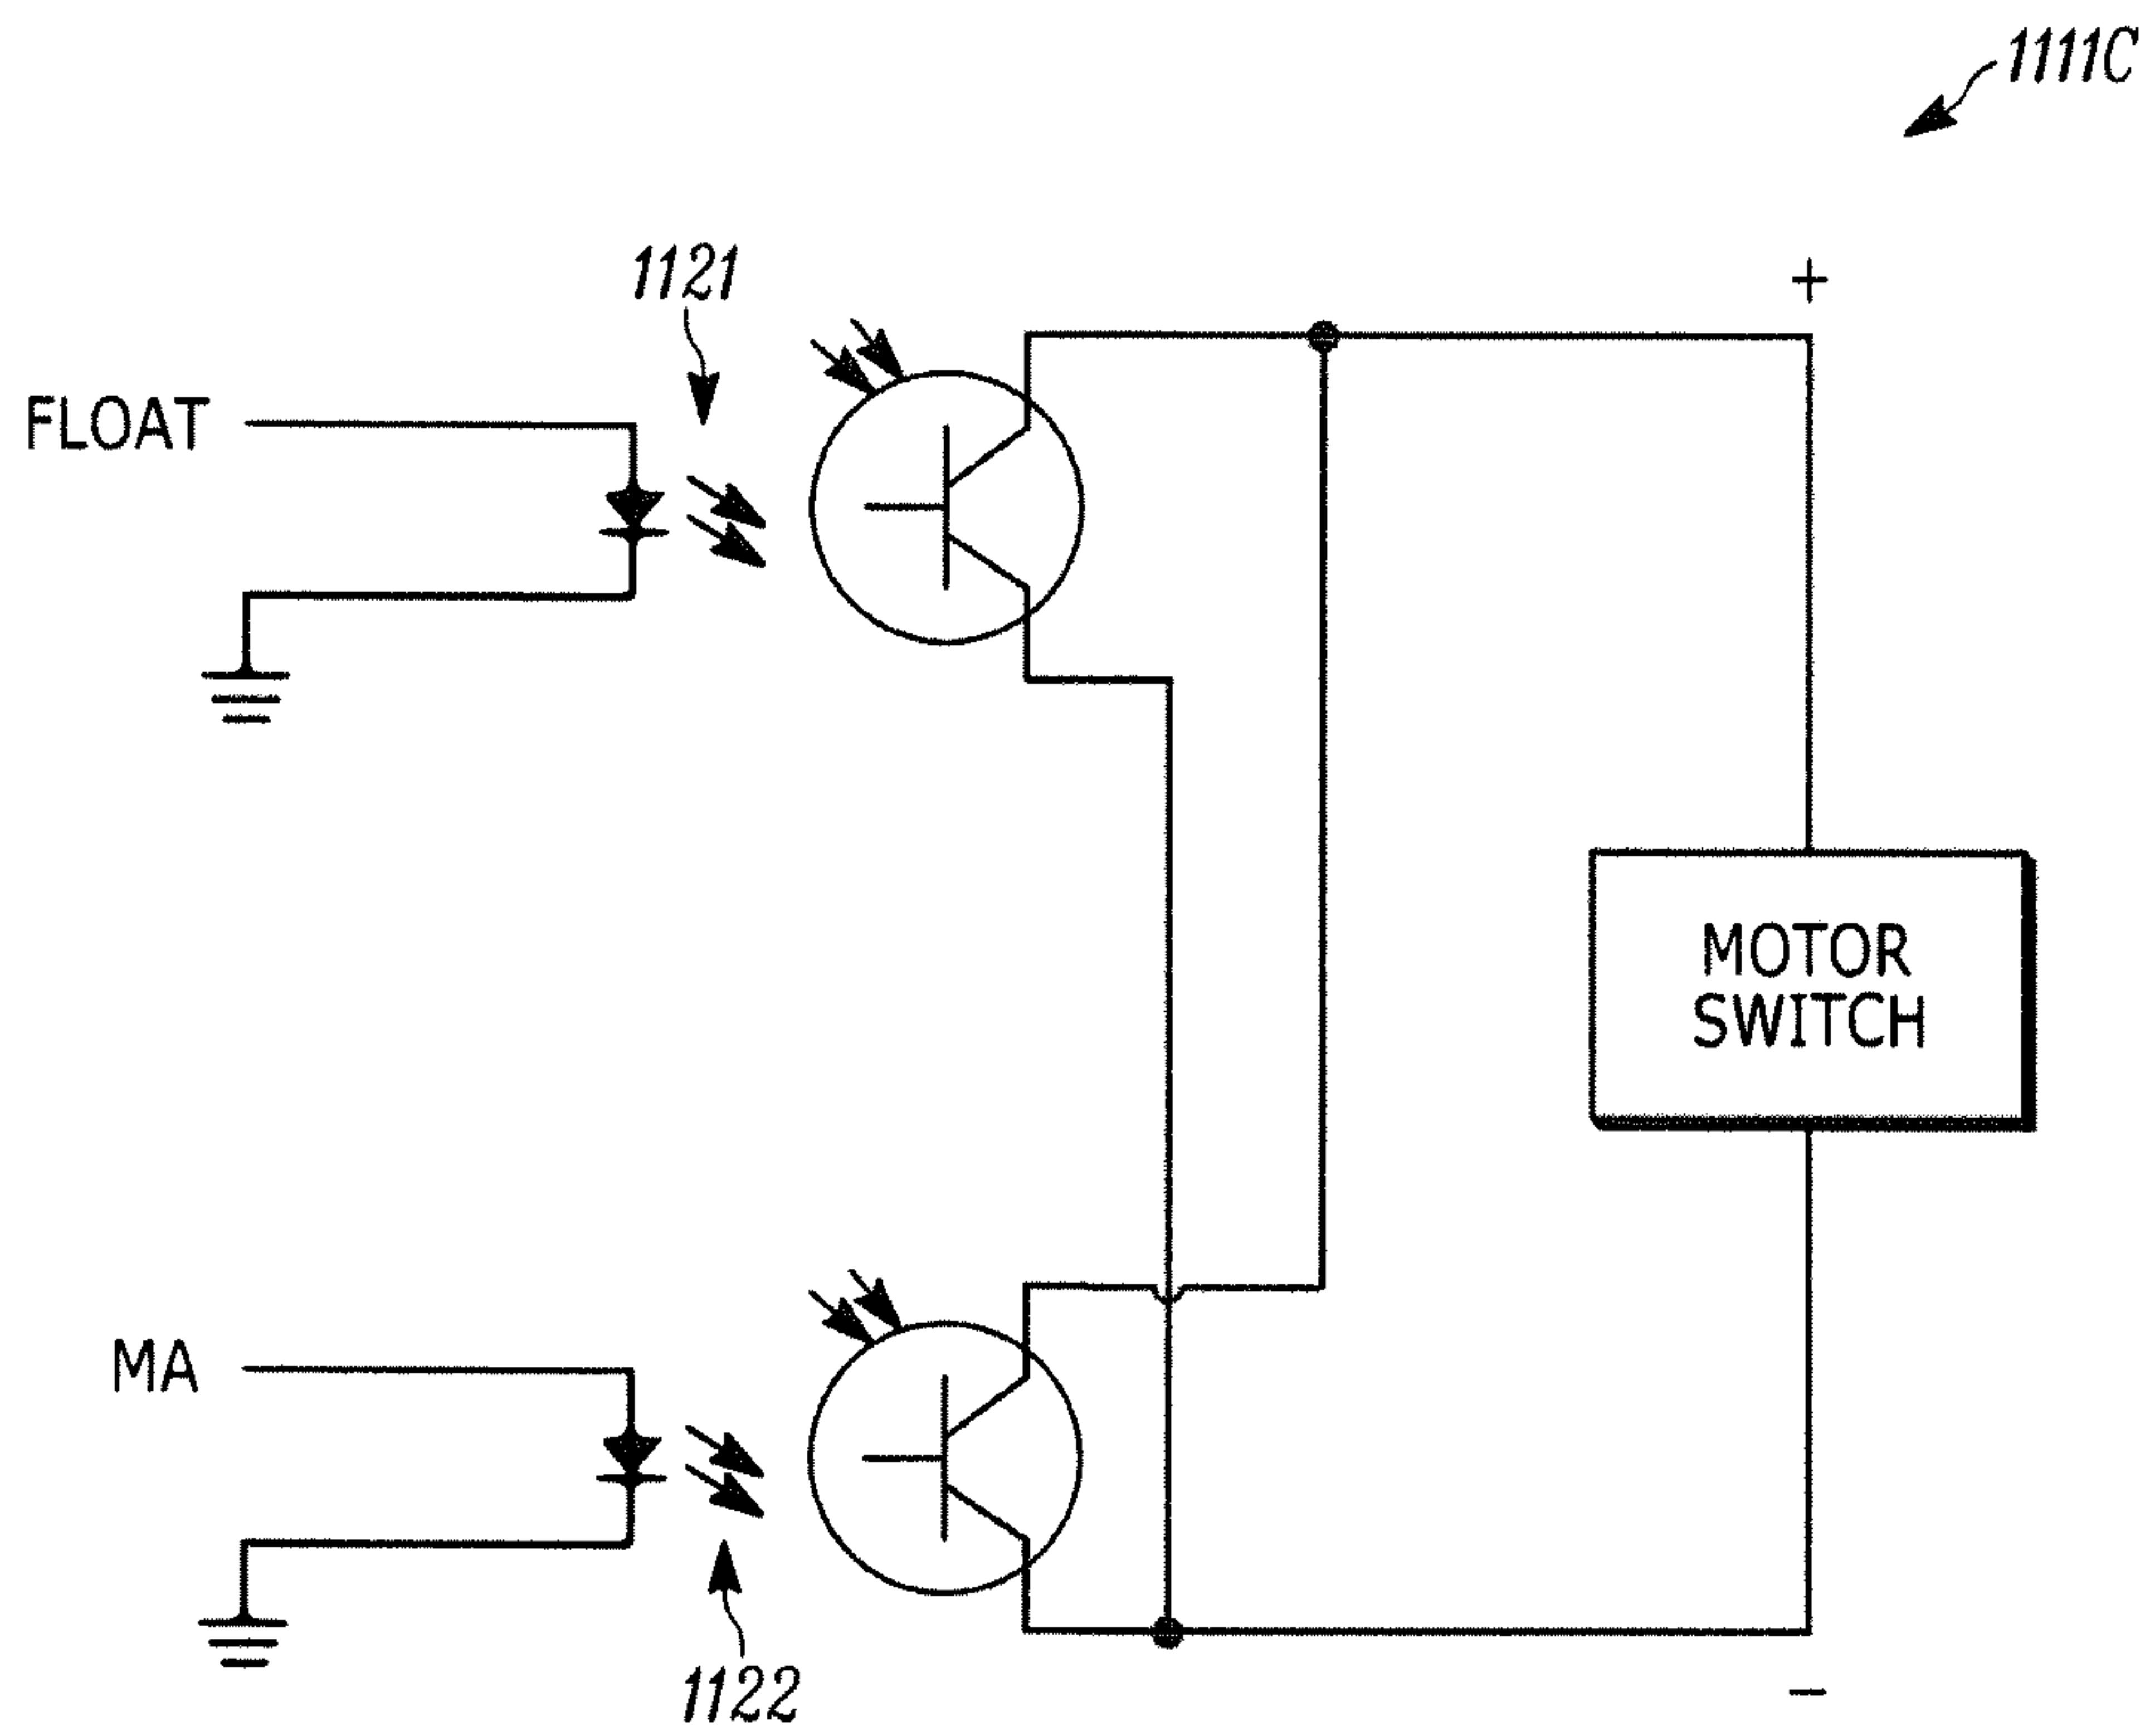 1111C
1121
+
FLOAT
MOTOR
SWITCH
MA
1122
−